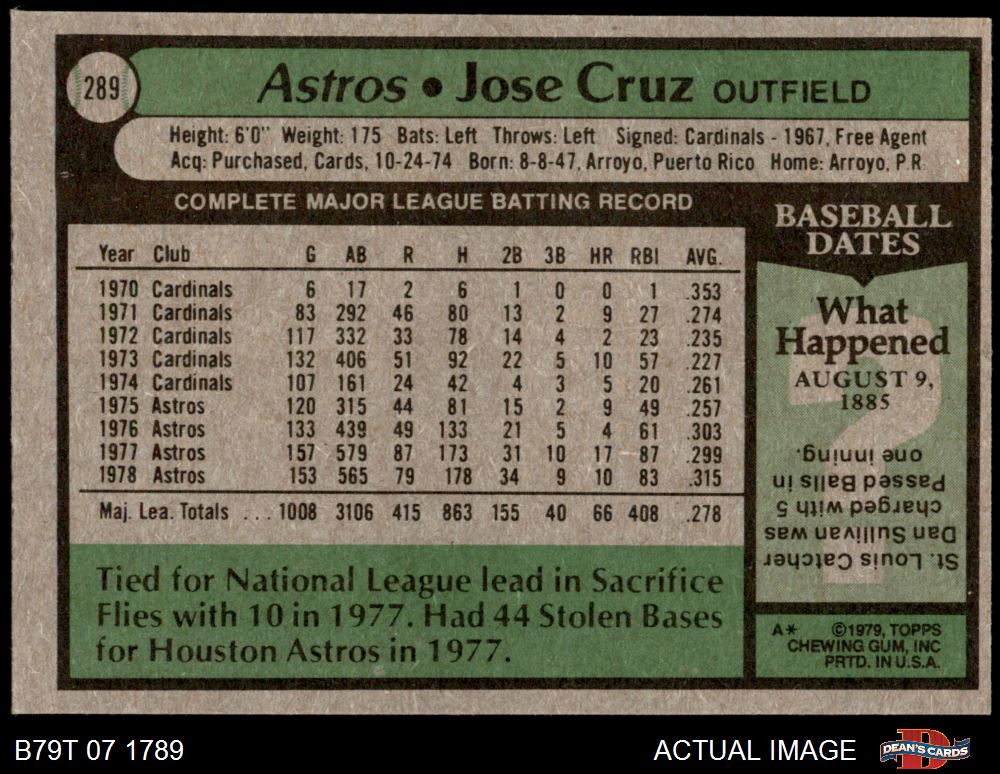 289
Astros • Jose Cruz OUTFIELD
Height: 6'0" Weight: 175 Bats: Left Throws: Left Signed: Cardinals - 1967, Free Agent
Acq: Purchased, Cards, 10-24-74 Born: 8-8-47, Arroyo, Puerto Rico Home: Arroyo, P.R.
COMPLETE MAJOR LEAGUE BATTING RECORD
Year Club G AB R H 2B 3B HR RBI AVG.
1970 Cardinals 6 17 2 6 1 0 0 1 .353
1971 Cardinals 83 292 46 80 13 2 9 27 .274
1972 Cardinals 117 332 33 78 14 4 2 23 .235
1973 Cardinals 132 406 51 92 22 5 10 57 .227
1974 Cardinals 107 161 24 42 4 3 5 20 .261
1975 Astros 120 315 44 81 15 2 9 49 .257
1976 Astros 133 439 49 133 21 5 4 61 .303
1977 Astros 157 579 87 173 31 10 17 87 .299
1978 Astros 153 565 79 178 34 9 10 83 .315
Maj. Lea. Totals ... 1008 3106 415 863 155 40 66 408 .278
Tied for National League lead in Sacrifice
Flies with 10 in 1977. Had 44 Stolen Bases
for Houston Astros in 1977.
BASEBALL
DATES
What
Happened
AUGUST 9,
1885
?
St. Louis Catcher
Dan Sullivan was
charged with 5
Passed Balls in
one inning.
A* ©1979, TOPPS
CHEWING GUM, INC
PRTD. IN U.S.A.
B79T 07 1789
ACTUAL IMAGE
D
DEAN'S CARDS